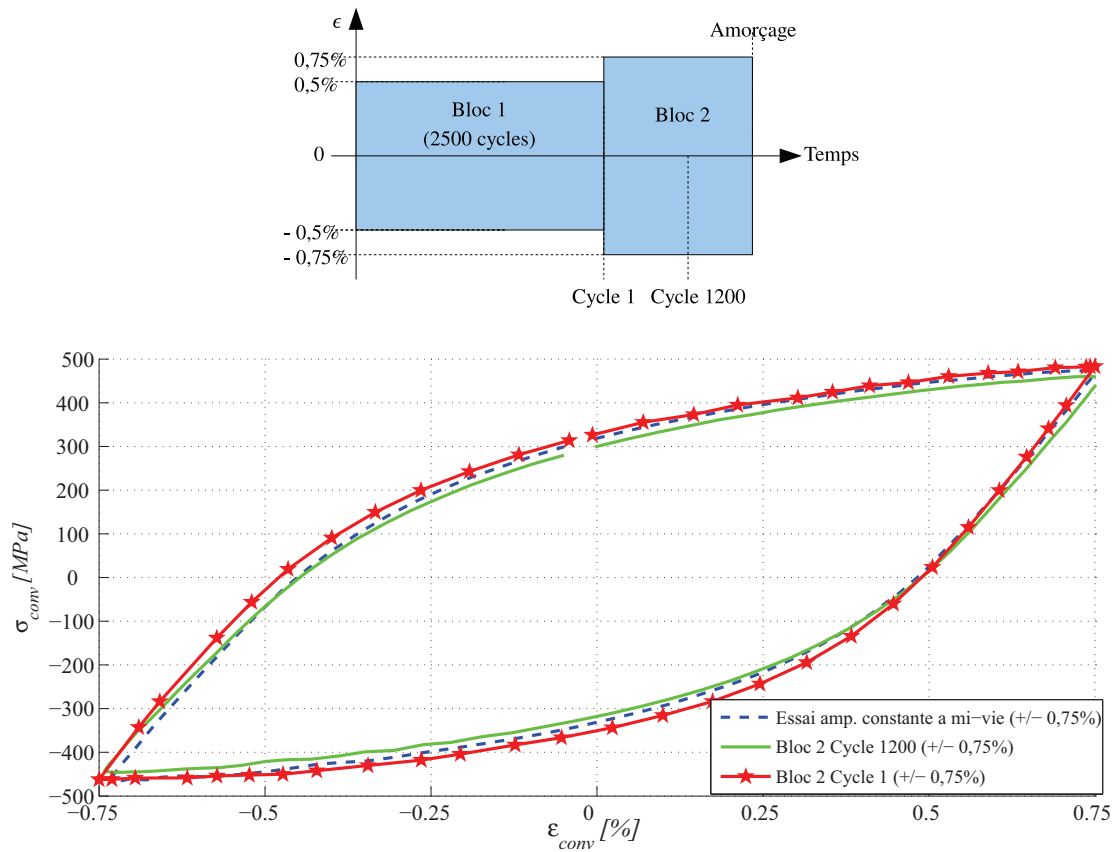 ϵ
Amorçage
0,75%
0,5%
Bloc 1
(2500 cycles)
Bloc 2
0
Temps
- 0,5%
- 0,75%
Cycle 1
Cycle 1200
500
400
300
200
100
0
−100
−200
−300
−400
−500
σconv [MPa]
Essai amp. constante a mi−vie (+/− 0,75%)
Bloc 2 Cycle 1200 (+/− 0,75%)
Bloc 2 Cycle 1 (+/− 0,75%)
−0.75
−0.5
−0.25
0
0.25
0.5
0.75
εconv [%]